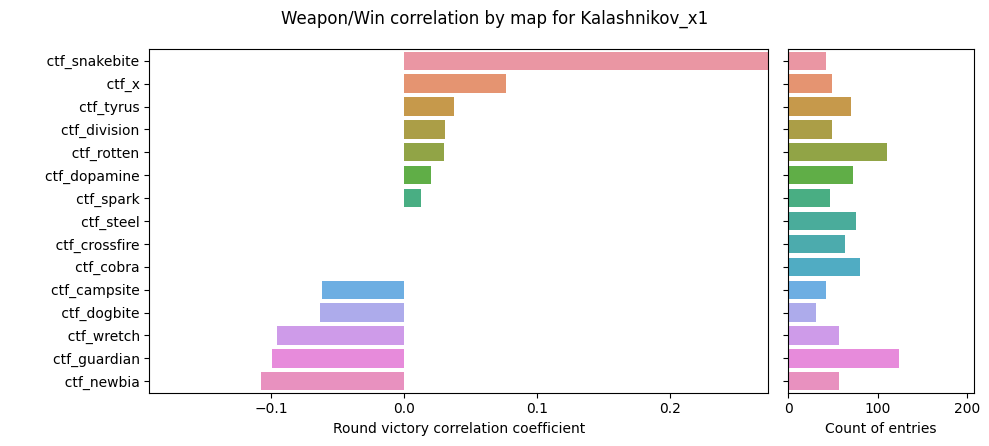 Weapon/Win correlation by map for Kalashnikov_x1
ctf_snakebite
ctf_x
ctf_tyrus
ctf_division
ctf_rotten
ctf_dopamine
ctf_spark
ctf_steel
ctf_crossfire
ctf_cobra
ctf_campsite
ctf_dogbite
ctf_wretch
ctf_guardian
ctf_newbia
−0.1 0.0 0.1 0.2
Round victory correlation coefficient
0 100 200
Count of entries